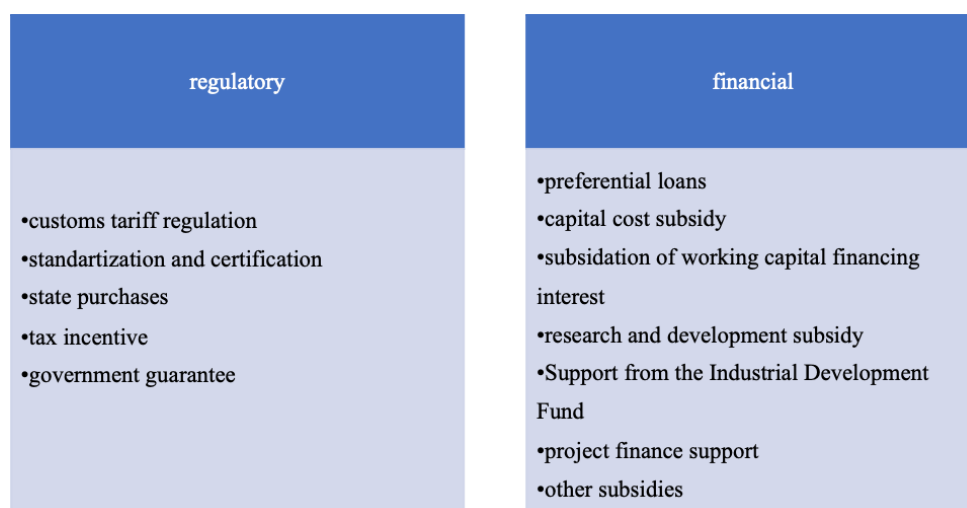 regulatory
•customs tariff regulation
•standartization and certification
•state purchases
•tax incentive
•government guarantee
financial
•preferential loans
•capital cost subsidy
•subsidation of working capital financing
interest
•research and development subsidy
•Support from the Industrial Development
Fund
•project finance support
•other subsidies